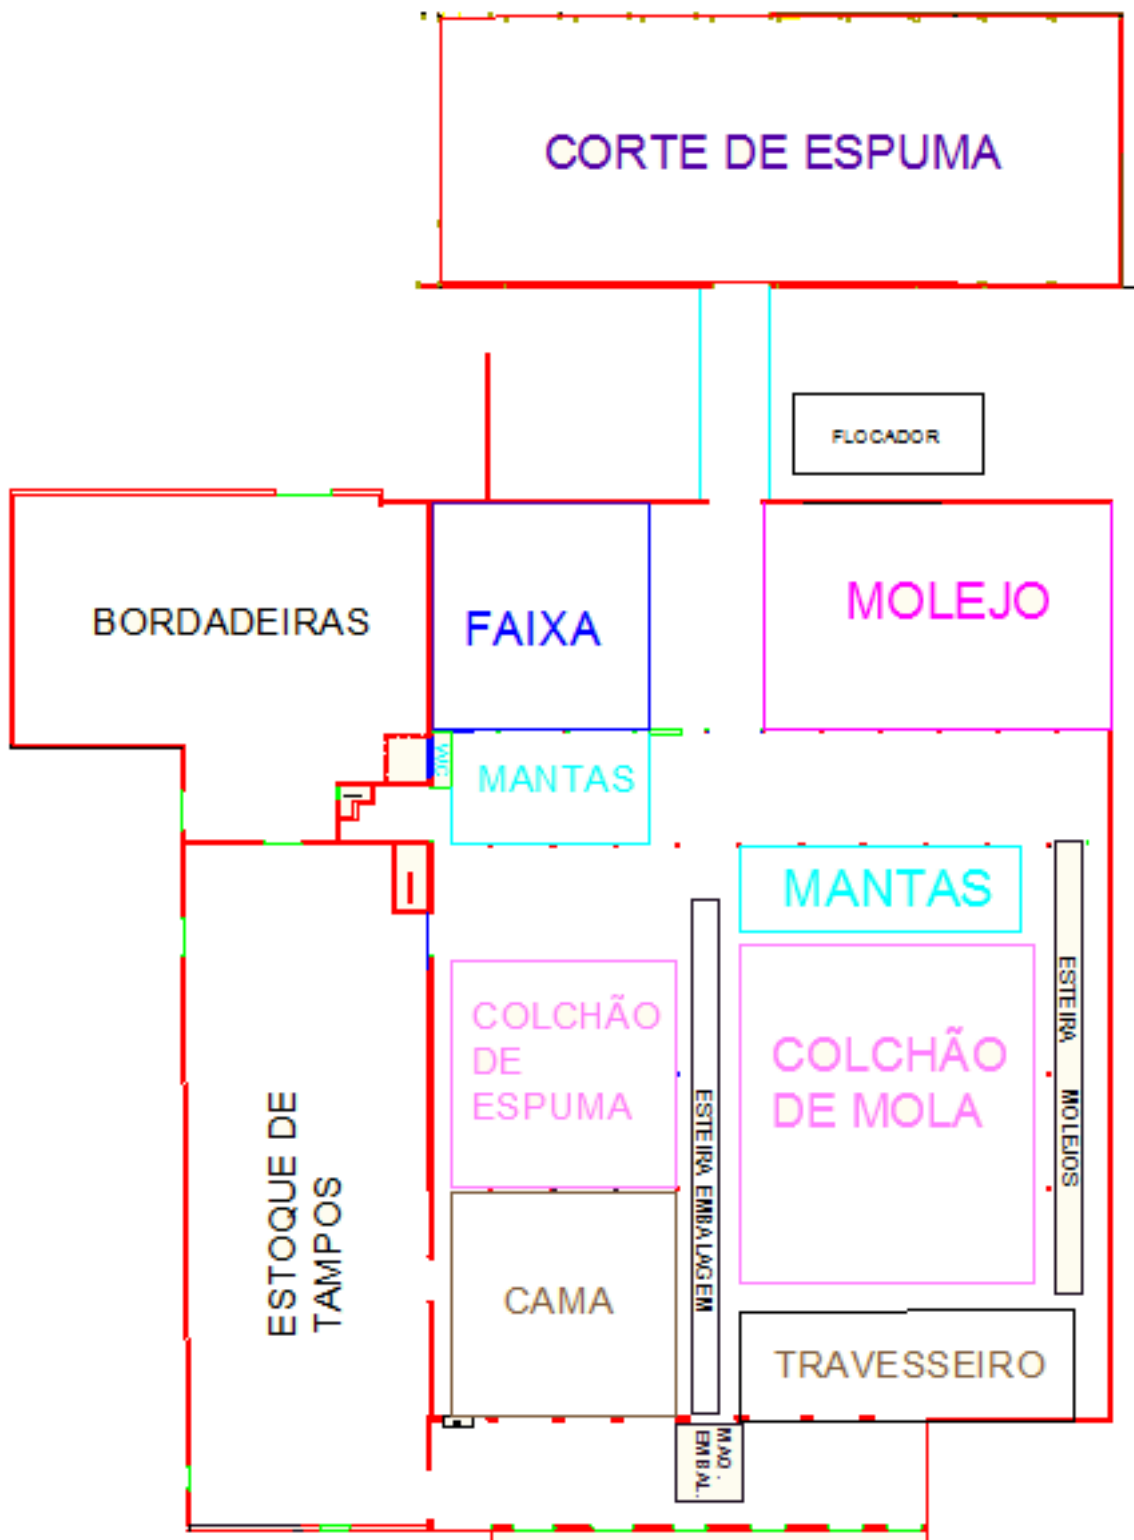 CORTE DE ESPUMA
FLOCADOR
BORDADEIRAS
FAIXA
MOLEJO
WC
MANTAS
MANTAS
COLCHÃO
DE
ESPUMA
COLCHÃO
DE MOLA
ESTEIRA MOLEJOS
ESTEIRA EMBALAGEM
ESTOQUE DE
TAMPOS
CAMA
TRAVESSEIRO
MAQ.
EMBAL.